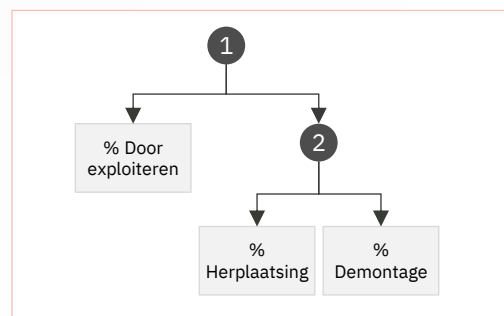 1
% Door
exploiteren
2
%
Herplaatsing
%
Demontage